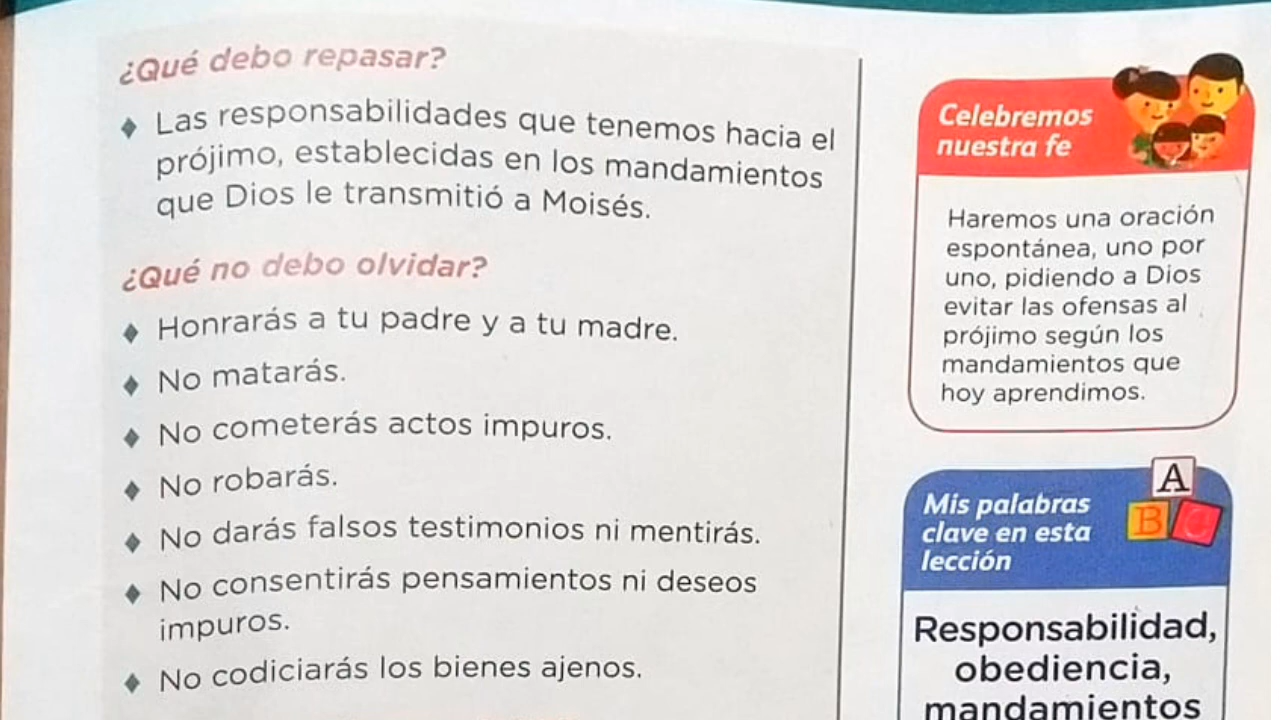 ¿Qué debo repasar?
Las responsabilidades que tenemos hacia el
prójimo, establecidas en los mandamientos
que Dios le transmitió a Moisés.
¿Qué no debo olvidar?
Honrarás a tu padre y a tu madre.
No matarás.
No cometerás actos impuros.
No robarás.
No darás falsos testimonios ni mentirás.
No consentirás pensamientos ni deseos
impuros.
No codiciarás los bienes ajenos.
Celebremos
nuestra fe
Haremos una oración
espontánea, uno por
uno, pidiendo a Dios
evitar las ofensas al
prójimo según los
mandamientos que
hoy aprendimos.
A
B C
Mis palabras
clave en esta
lección
Responsabilidad,
obediencia,
mandamientos